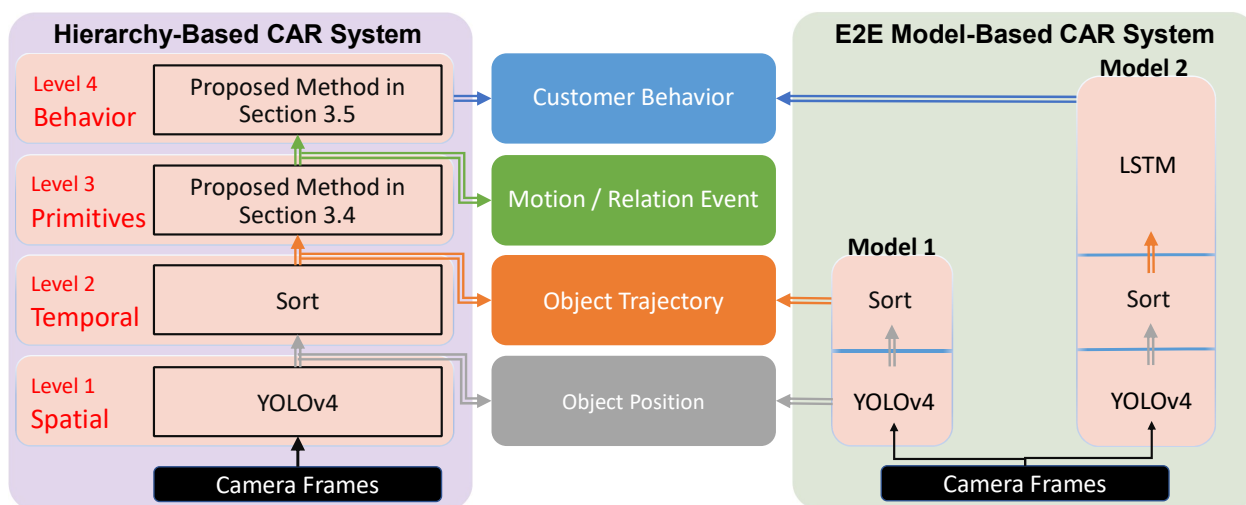 Hierarchy-Based CAR System
Level 4
Behavior
Proposed Method in
Section 3.5
Level 3
Primitives
Proposed Method in
Section 3.4
Level 2
Temporal
Sort
Level 1
Spatial
YOLOv4
Camera Frames
Customer Behavior
Motion / Relation Event
Object Trajectory
Object Position
E2E Model-Based CAR System
Model 1
Sort
YOLOv4
Model 2
LSTM
Sort
YOLOv4
Camera Frames